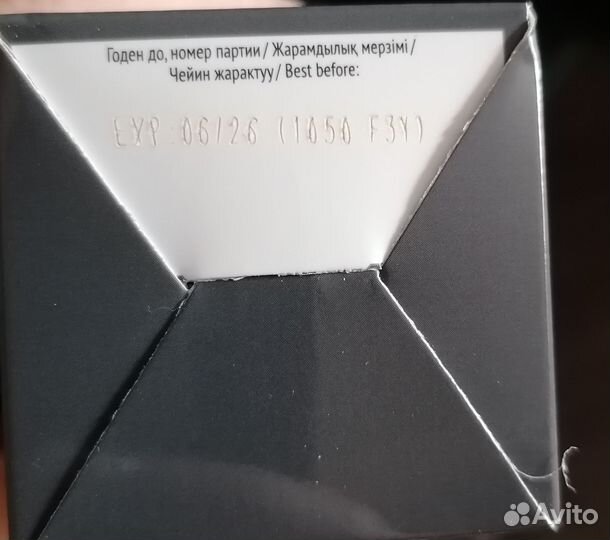 Годен до, номер партии / Жарамдылық мерзімі /
Чейин жарактуу / Best before:
EXP 06/26 (1050 F3Y)
Avito